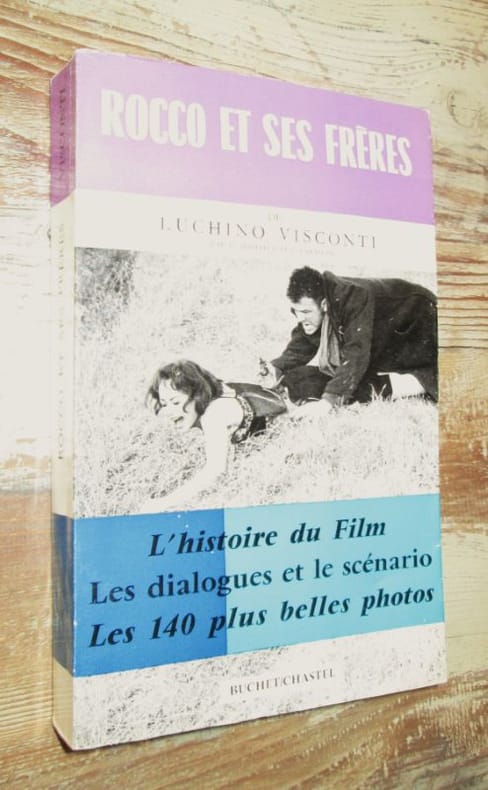 ROCCO ET SES FRÈRES
DE
LUCHINO VISCONTI
L'histoire du Film
Les dialogues et le scénario
Les 140 plus belles photos
BUCHET/CHASTEL